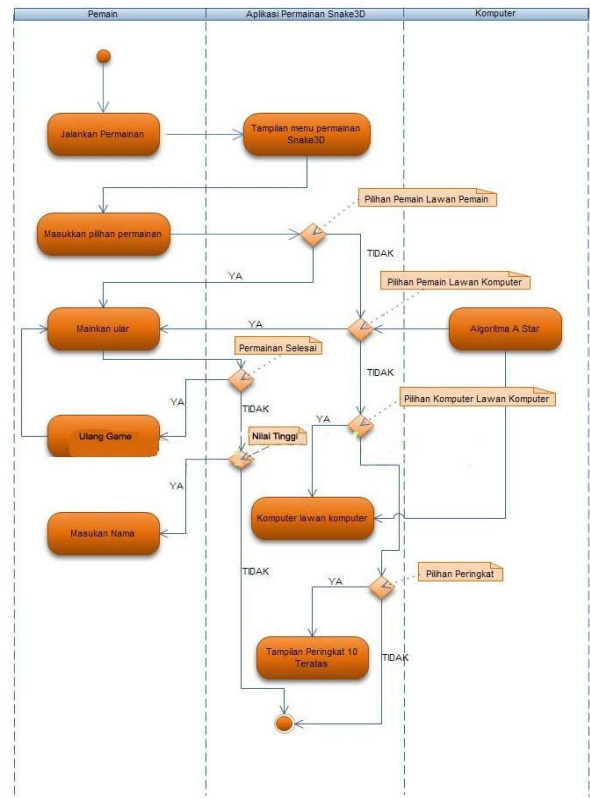 Pemain
Aplikasi Permainan Snake3D
Komputer
Jalankan Permainan
Tampilan menu permainan
Snake3D
Pilihan Pemain Lawan Pemain
Masukkan pilihan permainan
TIDAK
YA
Pilihan Pemain Lawan Komputer
Mainkan ular
YA
Algoritma A Star
Permainan Selesai
TIDAK
YA
TIDAK
Pilihan Komputer Lawan Komputer
YA
Ulang Game
Nilai Tinggi
YA
Masukan Nama
Komputer lawan komputer
TIDAK
Pilihan Peringkat
YA
Tampilan Peringkat 10
Teratas
TIDAK